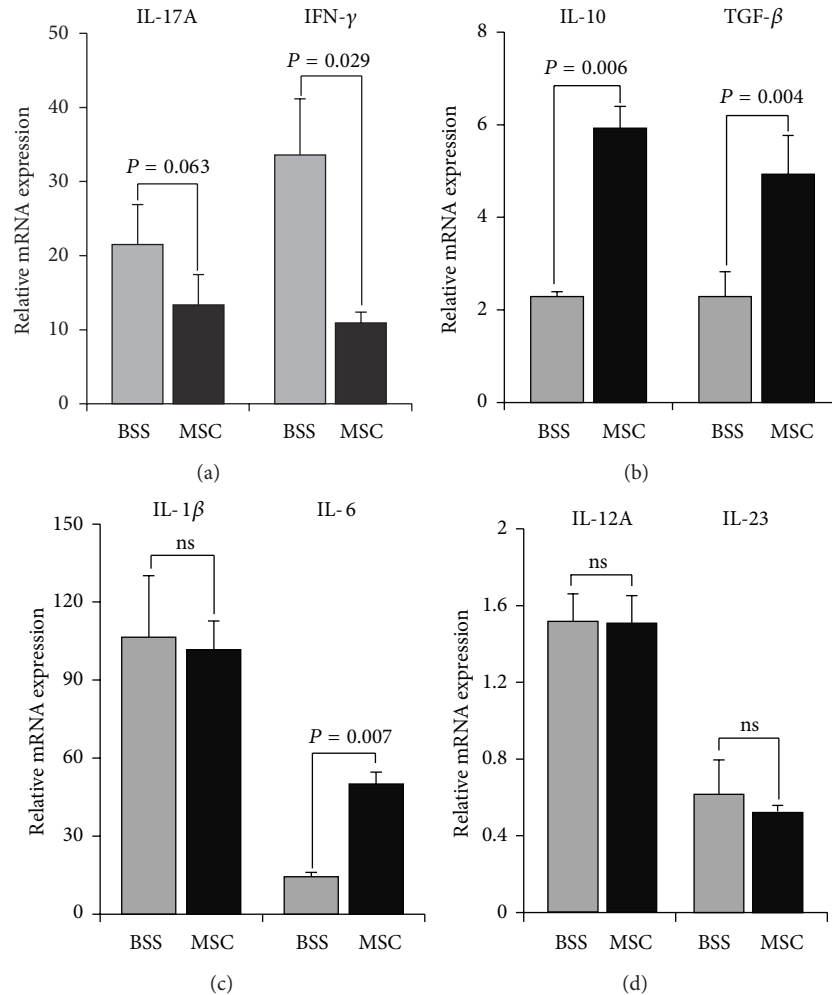 IL-17A IFN-γ
50
40
30
20
10
0
Relative mRNA expression
P = 0.063
P = 0.029
BSS MSC BSS MSC
(a)
IL-10 TGF-β
8
6
4
2
0
Relative mRNA expression
P = 0.006
P = 0.004
BSS MSC BSS MSC
(b)
IL-1β IL-6
150
120
90
60
30
0
Relative mRNA expression
ns
P = 0.007
BSS MSC BSS MSC
(c)
IL-12A IL-23
2
1.6
1.2
0.8
0.4
0
Relative mRNA expression
ns
ns
BSS MSC BSS MSC
(d)